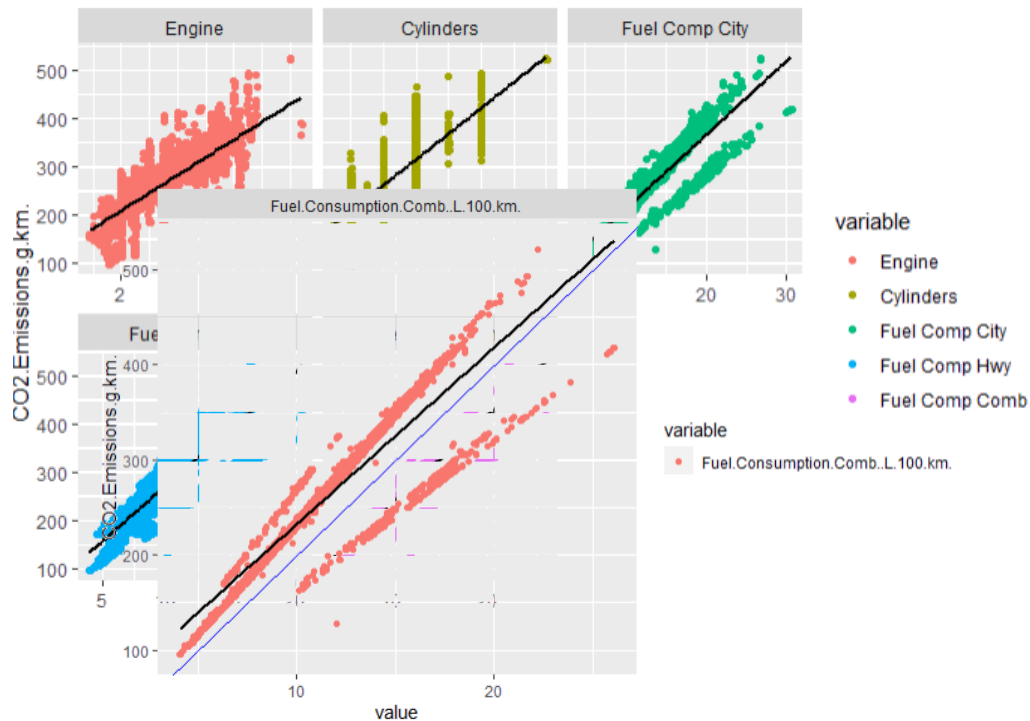 Engine
Cylinders
Fuel Comp City
500
400
300
200
100
2
20
30
CO2.Emissions.g.km.
Fue
500
400
300
200
100
5
Fuel.Consumption.Comb..L.100.km.
CO2.Emissions.g.km.
500
400
300
200
100
10
20
value
variable
Engine
Cylinders
Fuel Comp City
Fuel Comp Hwy
Fuel Comp Comb
variable
Fuel.Consumption.Comb..L.100.km.